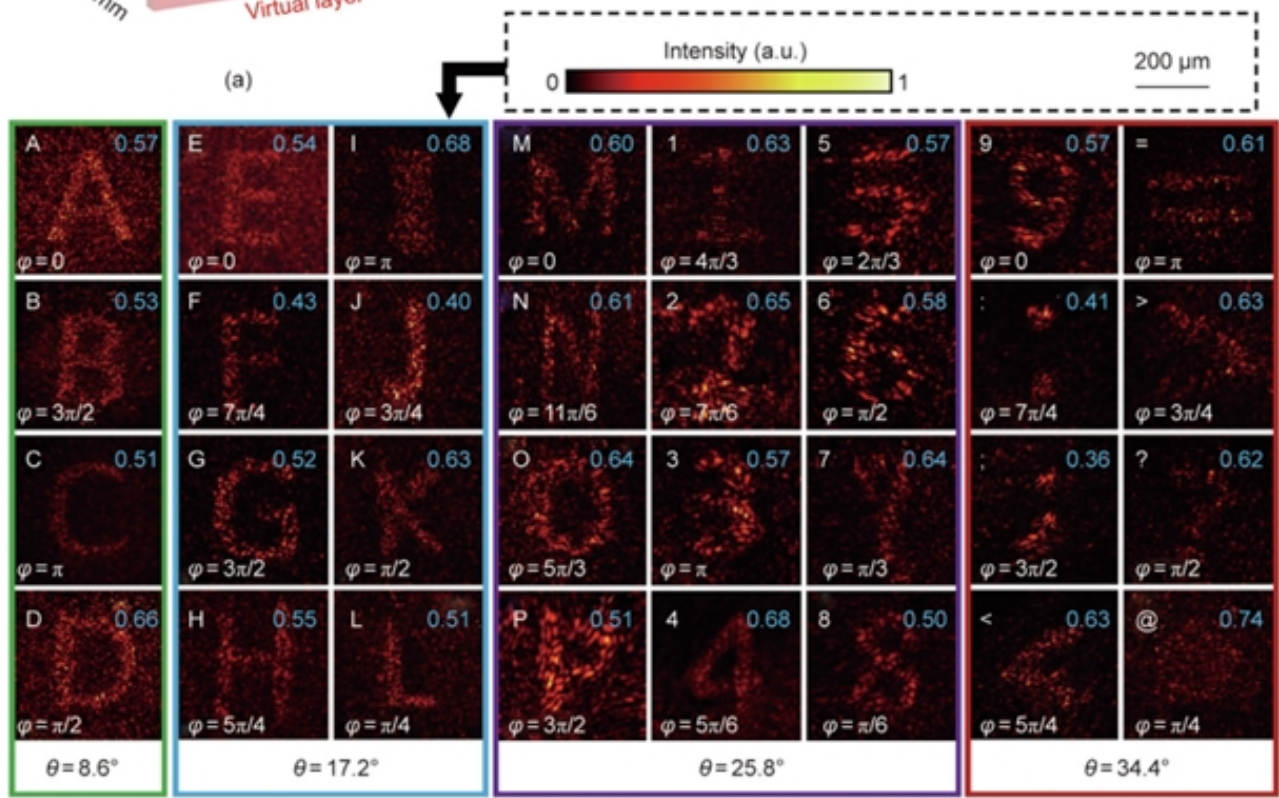 mm
Virtual layer
(a)
Intensity (a.u.)
0
1
200 μm
A 0.57
φ = 0
B 0.53
φ = 3π/2
C 0.51
φ = π
D 0.66
φ = π/2
θ = 8.6°
E 0.54
φ = 0
I 0.68
φ = π
F 0.43
φ = 7π/4
J 0.40
φ = 3π/4
G 0.52
φ = 3π/2
K 0.63
φ = π/2
H 0.55
φ = 5π/4
L 0.51
φ = π/4
θ = 17.2°
M 0.60
φ = 0
1 0.63
φ = 4π/3
5 0.57
φ = 2π/3
N 0.61
φ = 11π/6
2 0.65
φ = 7π/6
6 0.58
φ = π/2
O 0.64
φ = 5π/3
3 0.57
φ = π
7 0.64
φ = π/3
P 0.51
φ = 3π/2
4 0.68
φ = 5π/6
8 0.50
φ = π/6
θ = 25.8°
9 0.57
φ = 0
= 0.61
φ = π
: 0.41
φ = 7π/4
> 0.63
φ = 3π/4
; 0.36
φ = 3π/2
? 0.62
φ = π/2
< 0.63
φ = 5π/4
@ 0.74
φ = π/4
θ = 34.4°